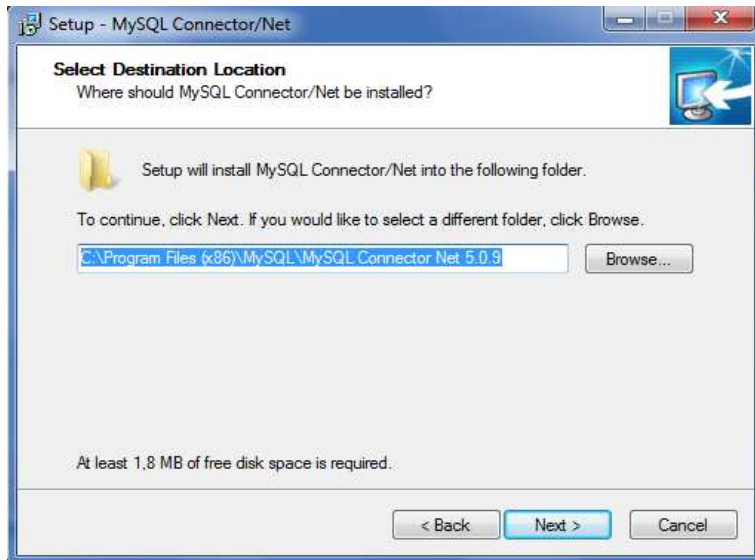 Setup - MySQL Connector/Net
Select Destination Location
Where should MySQL Connector/Net be installed?
Setup will install MySQL Connector/Net into the following folder.
To continue, click Next. If you would like to select a different folder, click Browse.
C:\Program Files (x86)\MySQL\MySQL Connector Net 5.0.9
Browse...
At least 1,8 MB of free disk space is required.
< Back
Next >
Cancel